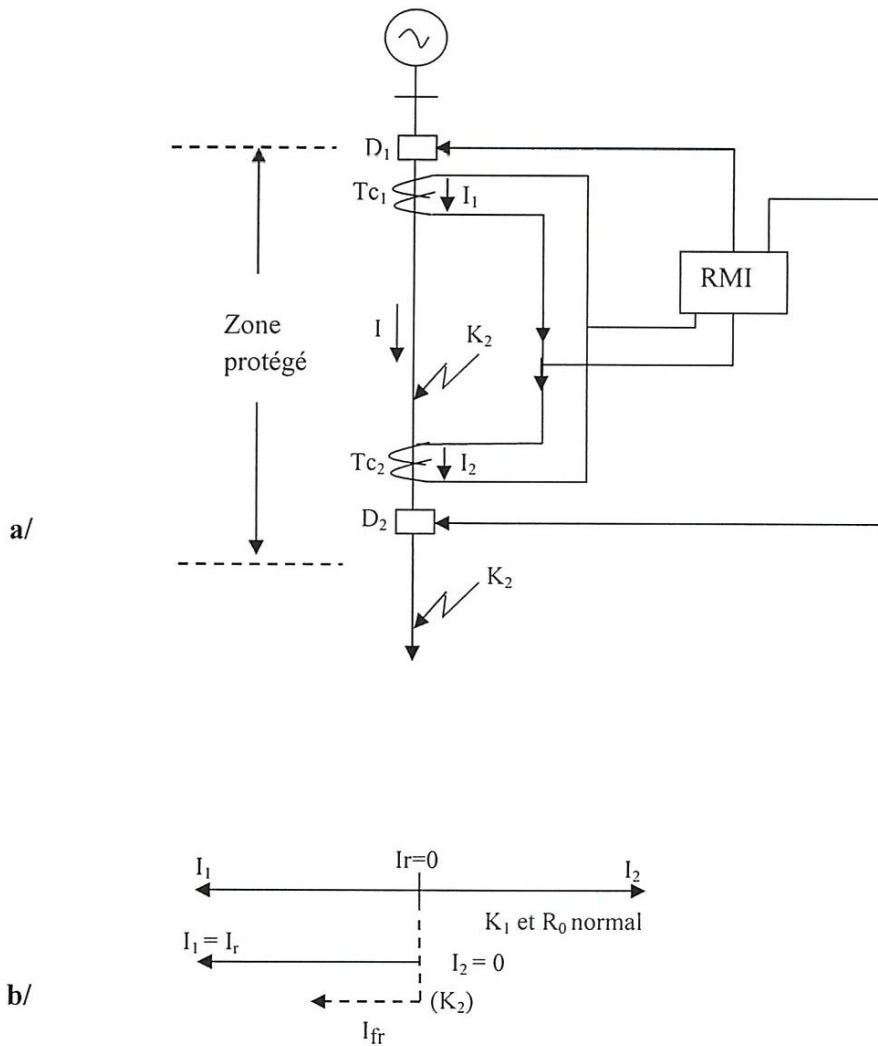 D₁
Tc₁
I₁
RMI
Zone
protégé
I
K₂
Tc₂
I₂
D₂
a/
K₂
Ir=0
I₁
I₂
K₁ et R₀ normal
I₁ = Iᵣ
I₂ = 0
b/
(K₂)
Ifr